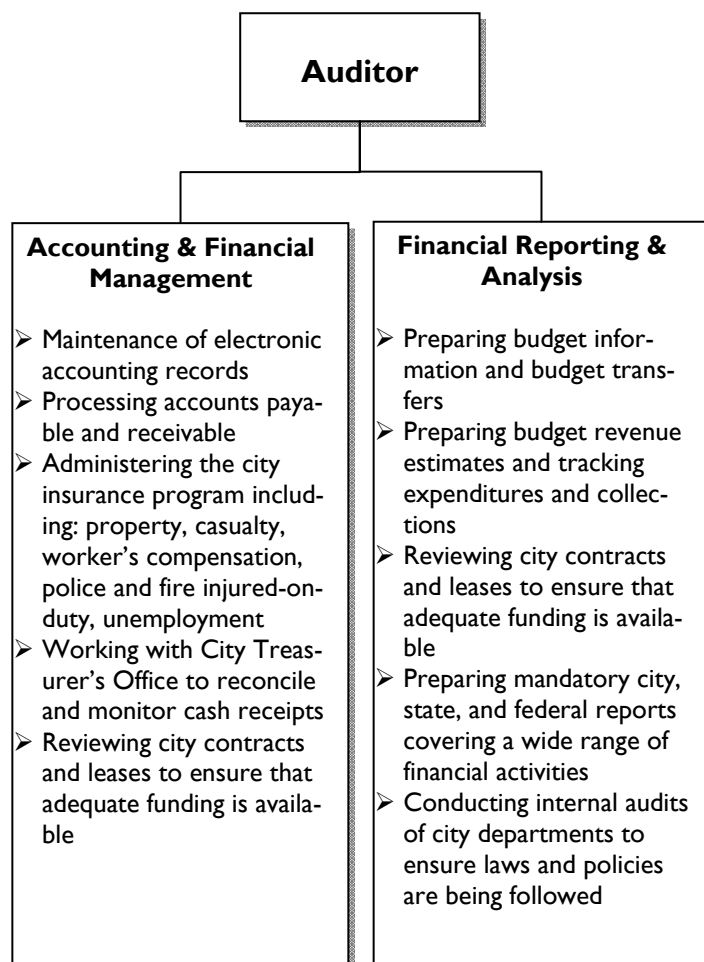 Auditor
Accounting & Financial
Management
➢ Maintenance of electronic
accounting records
➢ Processing accounts paya-
ble and receivable
➢ Administering the city
insurance program includ-
ing: property, casualty,
worker’s compensation,
police and fire injured-on-
duty, unemployment
➢ Working with City Treas-
urer’s Office to reconcile
and monitor cash receipts
➢ Reviewing city contracts
and leases to ensure that
adequate funding is availa-
ble
Financial Reporting &
Analysis
➢ Preparing budget infor-
mation and budget trans-
fers
➢ Preparing budget revenue
estimates and tracking
expenditures and collec-
tions
➢ Reviewing city contracts
and leases to ensure that
adequate funding is availa-
ble
➢ Preparing mandatory city,
state, and federal reports
covering a wide range of
financial activities
➢ Conducting internal audits
of city departments to
ensure laws and policies
are being followed